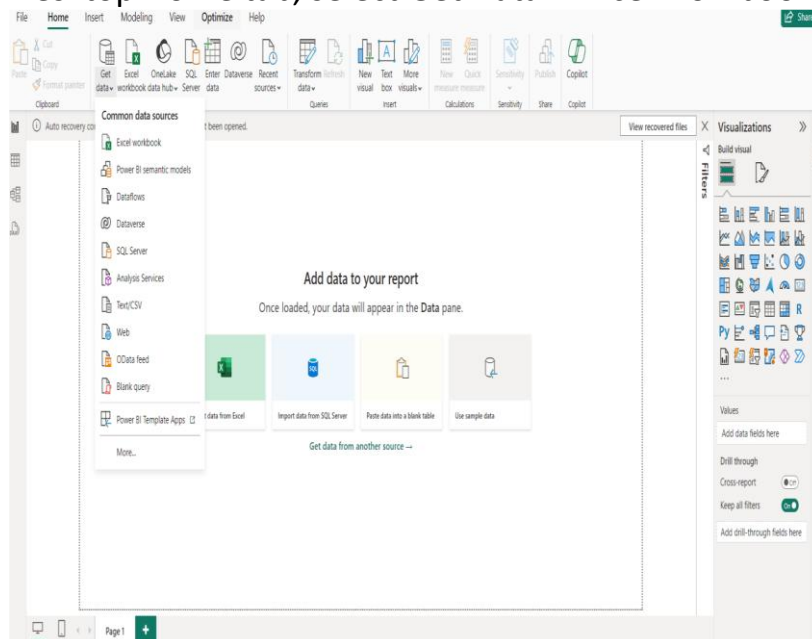 File Home Insert Modeling View Optimize Help
Share
Paste
Cut
Copy
Format painter
Clipboard
Get data
Excel workbook
OneLake data hub
SQL Server
Enter data
Dataverse
Recent sources
Transform data
Refresh
Queries
New visual
Text box
More visuals
Insert
New measure
Quick measure
Calculations
Sensitivity
Sensitivity
Publish
Share
Copilot
Copilot
Auto recovery
t been opened.
View recovered files
Common data sources
Excel workbook
Power BI semantic models
Dataflows
Dataverse
SQL Server
Analysis Services
Text/CSV
Web
OData feed
Blank query
Power BI Template Apps
More...
Add data to your report
Once loaded, your data will appear in the Data pane.
t data from Excel
Import data from SQL Server
Paste data into a blank table
Use sample data
Get data from another source →
Filters
Visualizations
Build visual
Values
Add data fields here
Drill through
Cross-report
Off
Keep all filters
On
Add drill-through fields here
Page 1